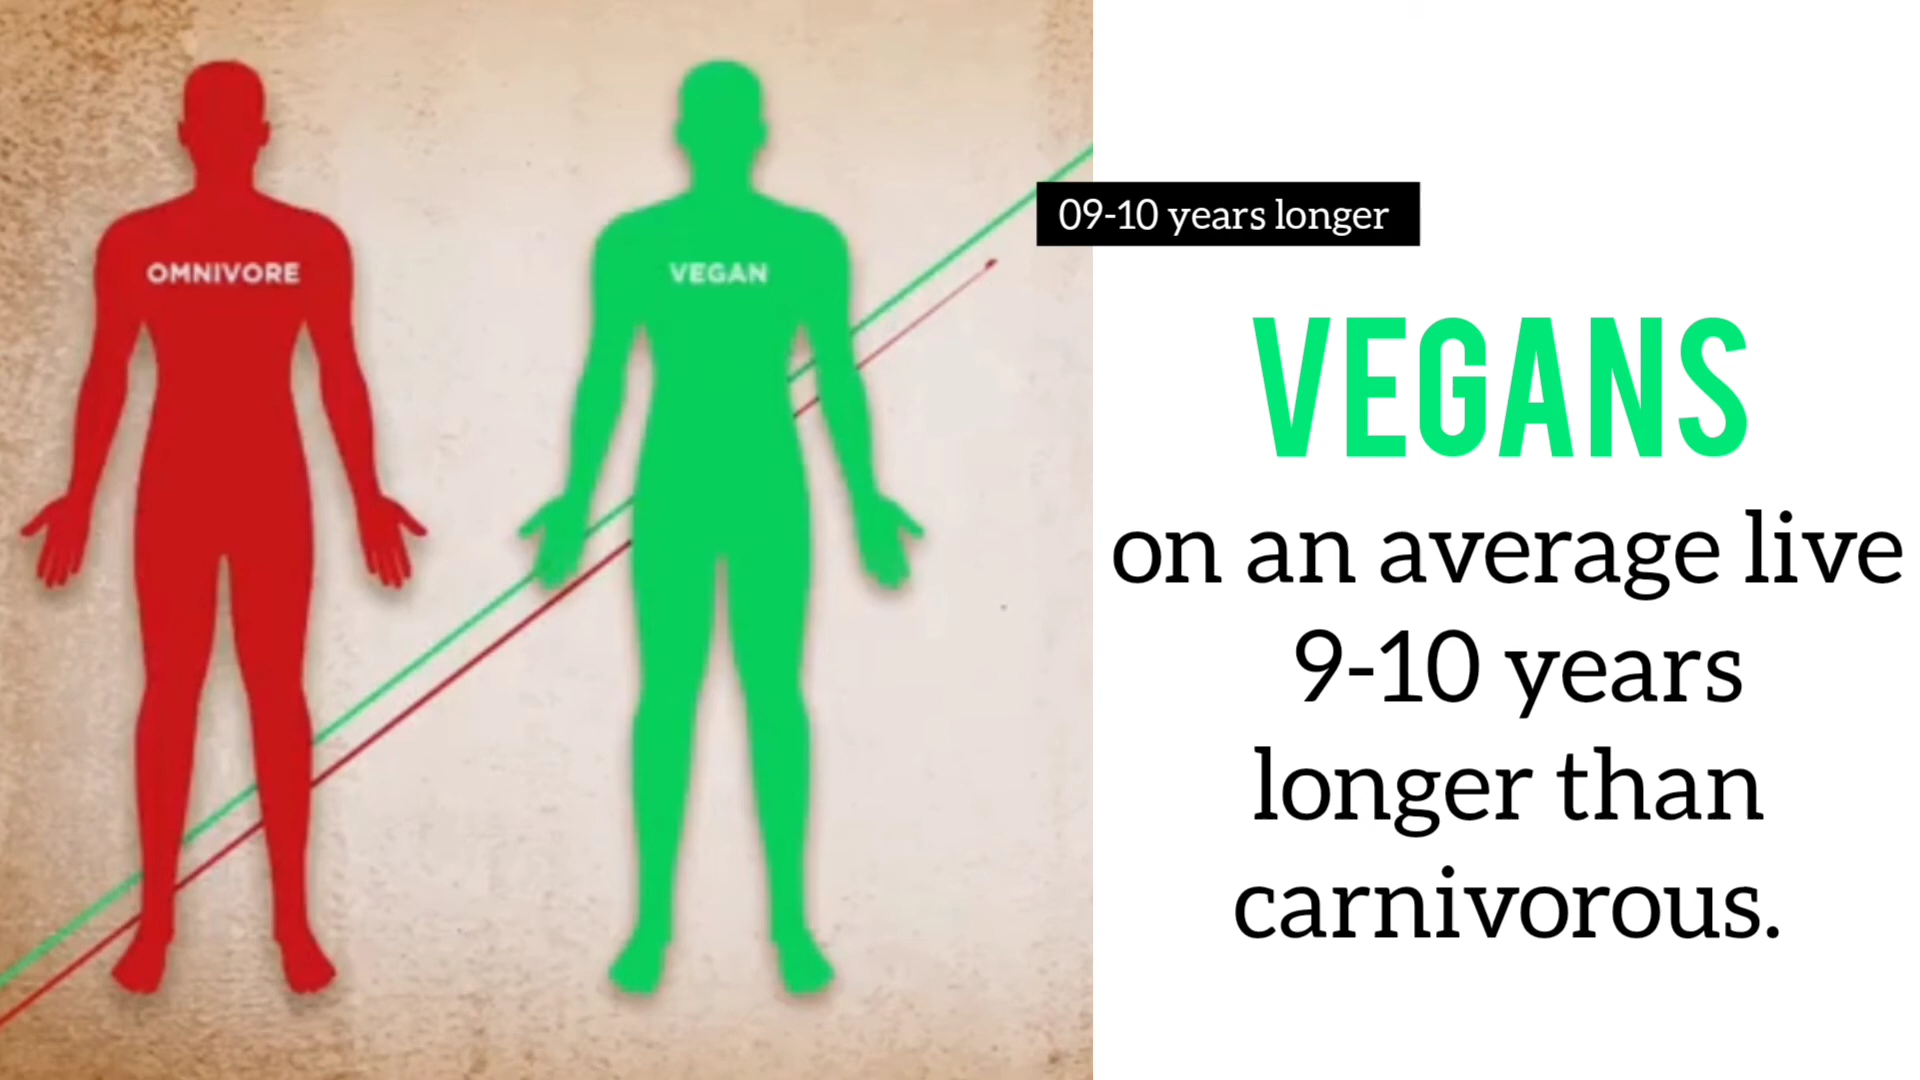 OMNIVORE
VEGAN
09-10 years longer
VEGANS
on an average live
9-10 years
longer than
carnivorous.